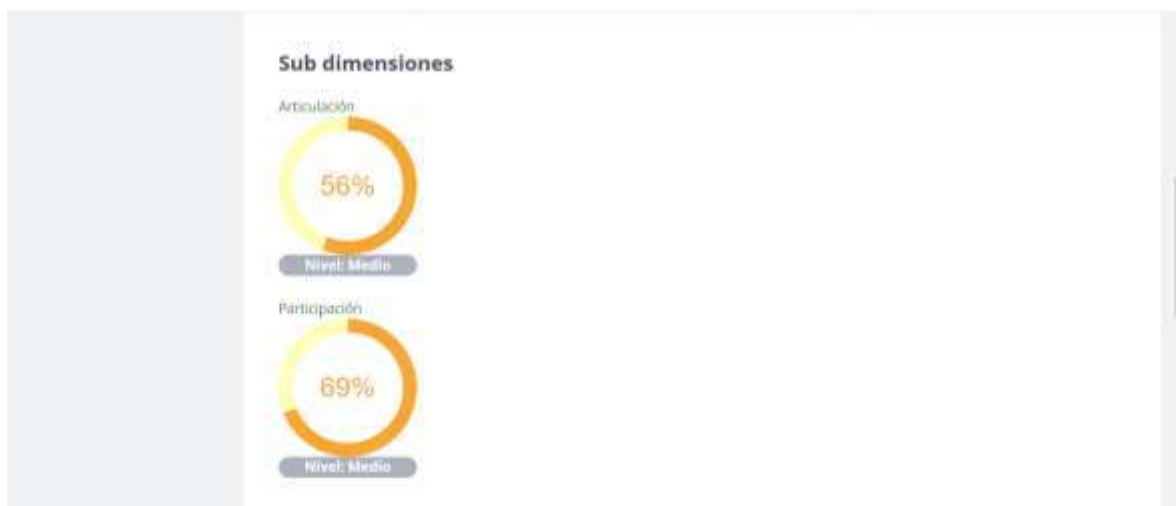 Sub dimensiones
Articulación
56%
Nivel: Medio
Participación
69%
Nivel: Medio